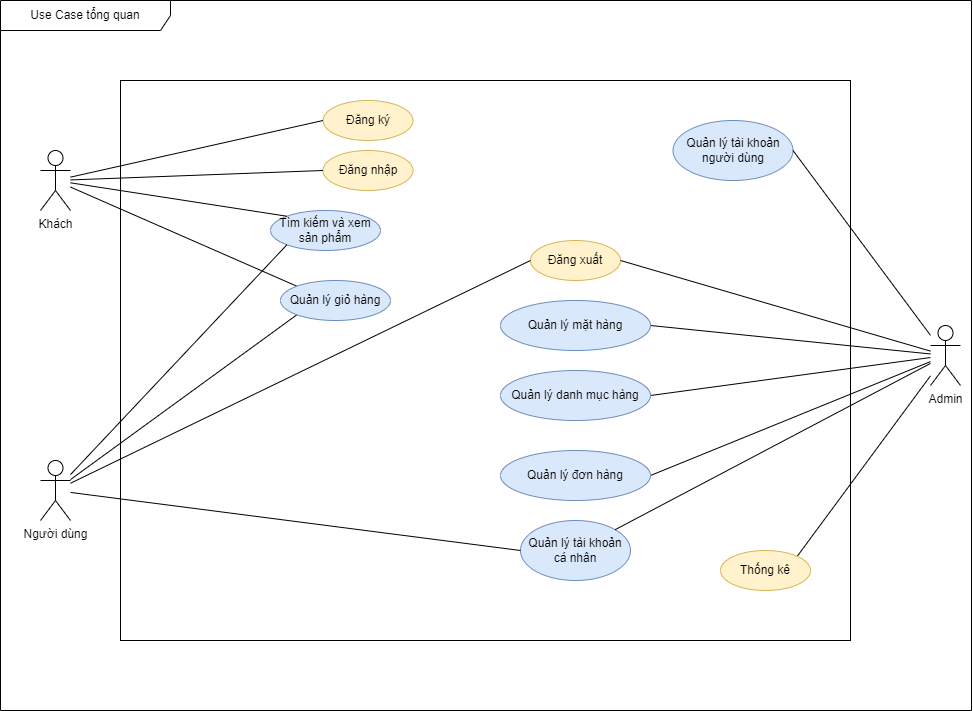 Use Case tổng quan
Đăng ký
Đăng nhập
Khách
Tìm kiếm và xem
sản phẩm
Quản lý giỏ hàng
Quản lý tài khoản
người dùng
Đăng xuất
Quản lý mặt hàng
Quản lý danh mục hàng
Admin
Quản lý đơn hàng
Người dùng
Quản lý tài khoản
cá nhân
Thống kê